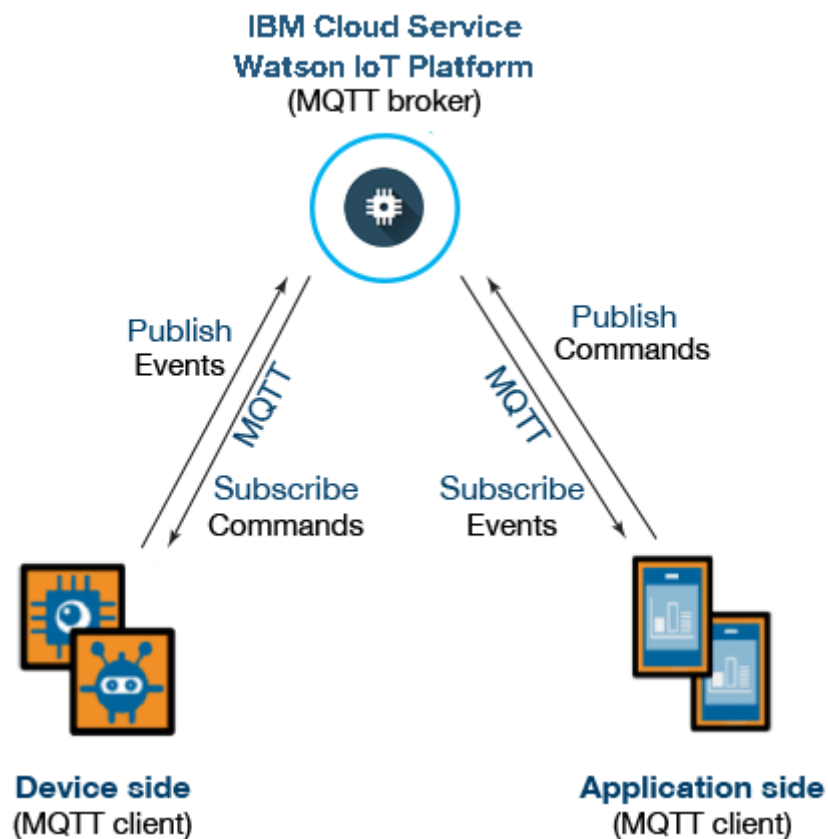 IBM Cloud Service
Watson IoT Platform
(MQTT broker)
Publish
Events
MQTT
Subscribe
Commands
Publish
Commands
MQTT
Subscribe
Events
Device side
(MQTT client)
Application side
(MQTT client)